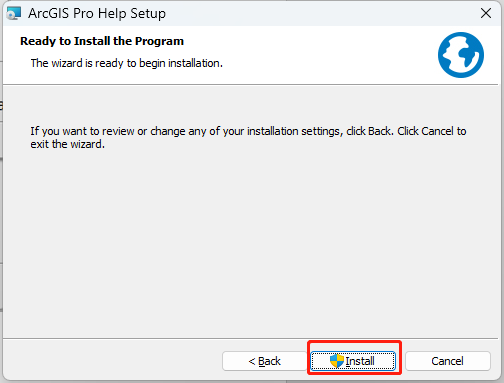 ArcGIS Pro Help Setup
Ready to Install the Program
The wizard is ready to begin installation.
If you want to review or change any of your installation settings, click Back. Click Cancel to
exit the wizard.
< Back
Install
Cancel